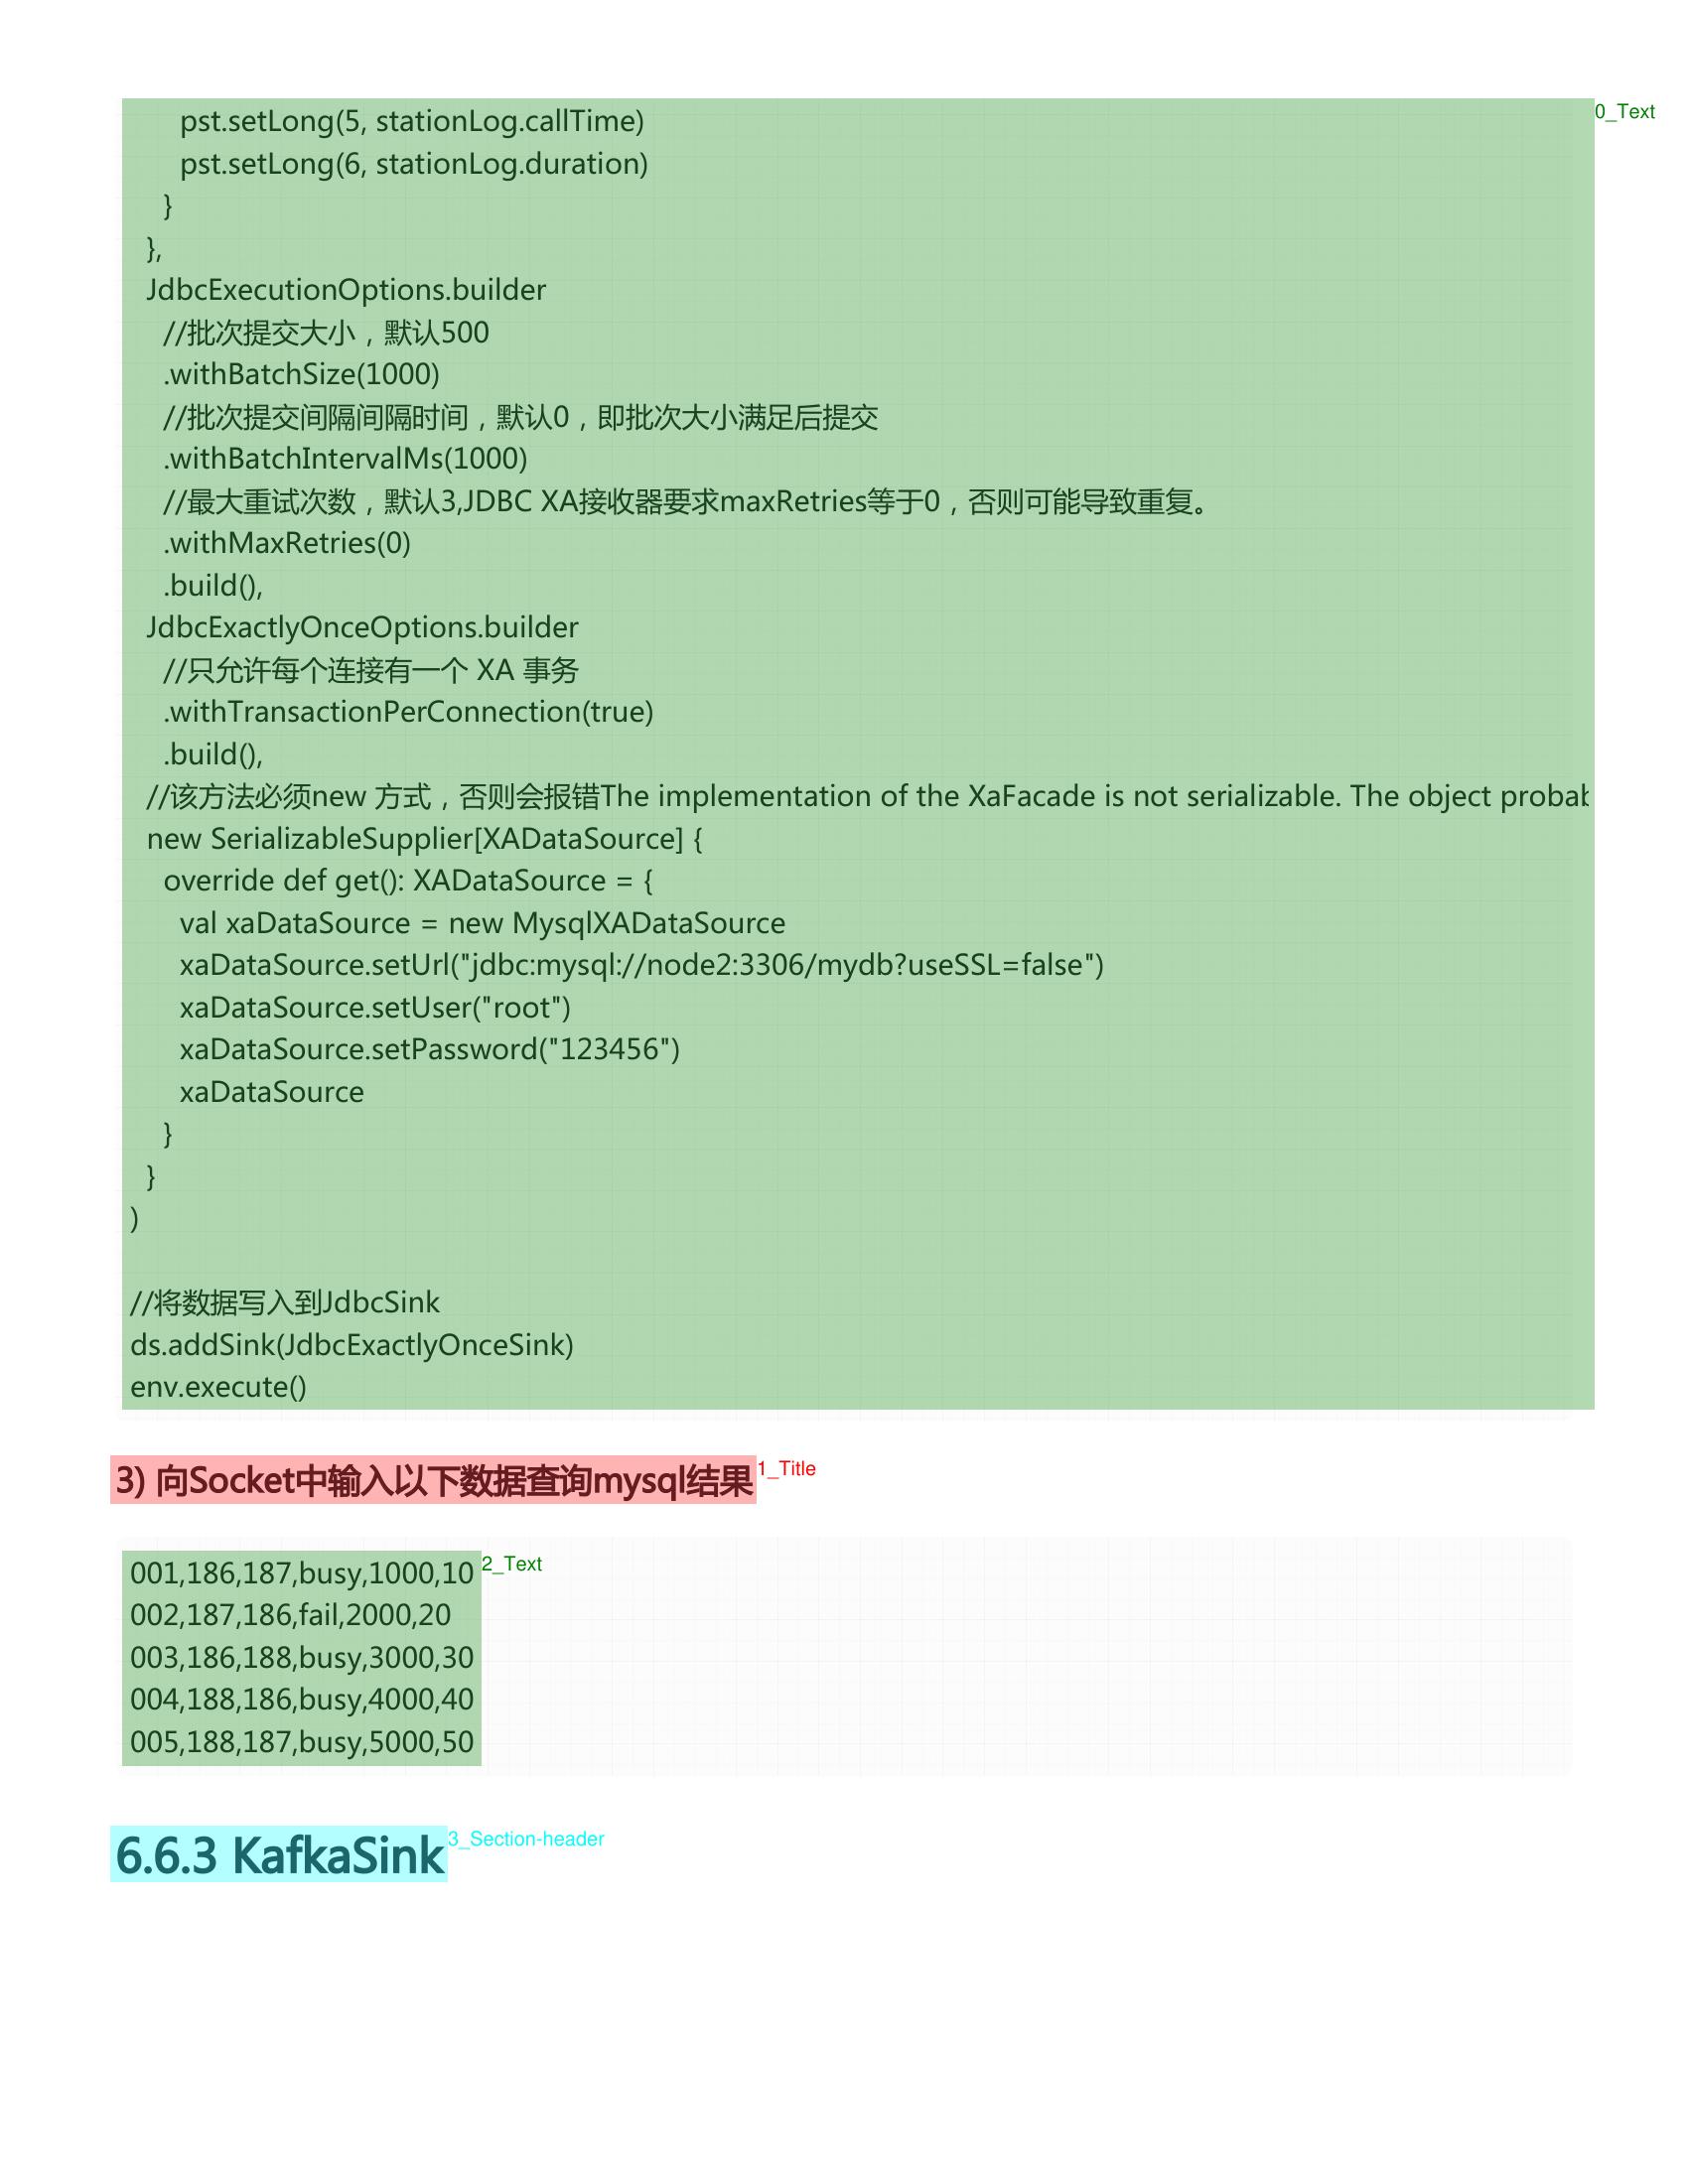 pst.setLong(5, stationLog.callTime)
pst.setLong(6, stationLog.duration)
}
},
JdbcExecutionOptions.builder
//批次提交大小，默认500
.withBatchSize(1000)
//批次提交间隔间隔时间，默认0，即批次大小满足后提交
.withBatchIntervalMs(1000)
//最大重试次数，默认3,JDBC XA接收器要求maxRetries等于0，否则可能导致重复。
.withMaxRetries(0)
.build(),
JdbcExactlyOnceOptions.builder
//只允许每个连接有一个 XA 事务
.withTransactionPerConnection(true)
.build(),
//该方法必须new 方式，否则会报错The implementation of the XaFacade is not serializable. The object
new SerializableSupplier[XADataSource] {
override def get(): XADataSource = {
val xaDataSource = new MysqlXADataSource
xaDataSource.setUrl("jdbc:mysql://node2:3306/mydb?useSSL=false")
xaDataSource.setUser("root")
xaDataSource.setPassword("123456")
xaDataSource
}
}
)
//将数据写入到JdbcSink
ds.addSink(JdbcExactlyOnceSink)
env.execute()
0_Text
3) 向Socket中输入以下数据查询mysql结果
1_Title
001,186,187,busy,1000,10
002,187,186,fail,2000,20
003,186,188,busy,3000,30
004,188,186,busy,4000,40
005,188,187,busy,5000,50
2_Text
6.6.3 KafkaSink
3_Section-header